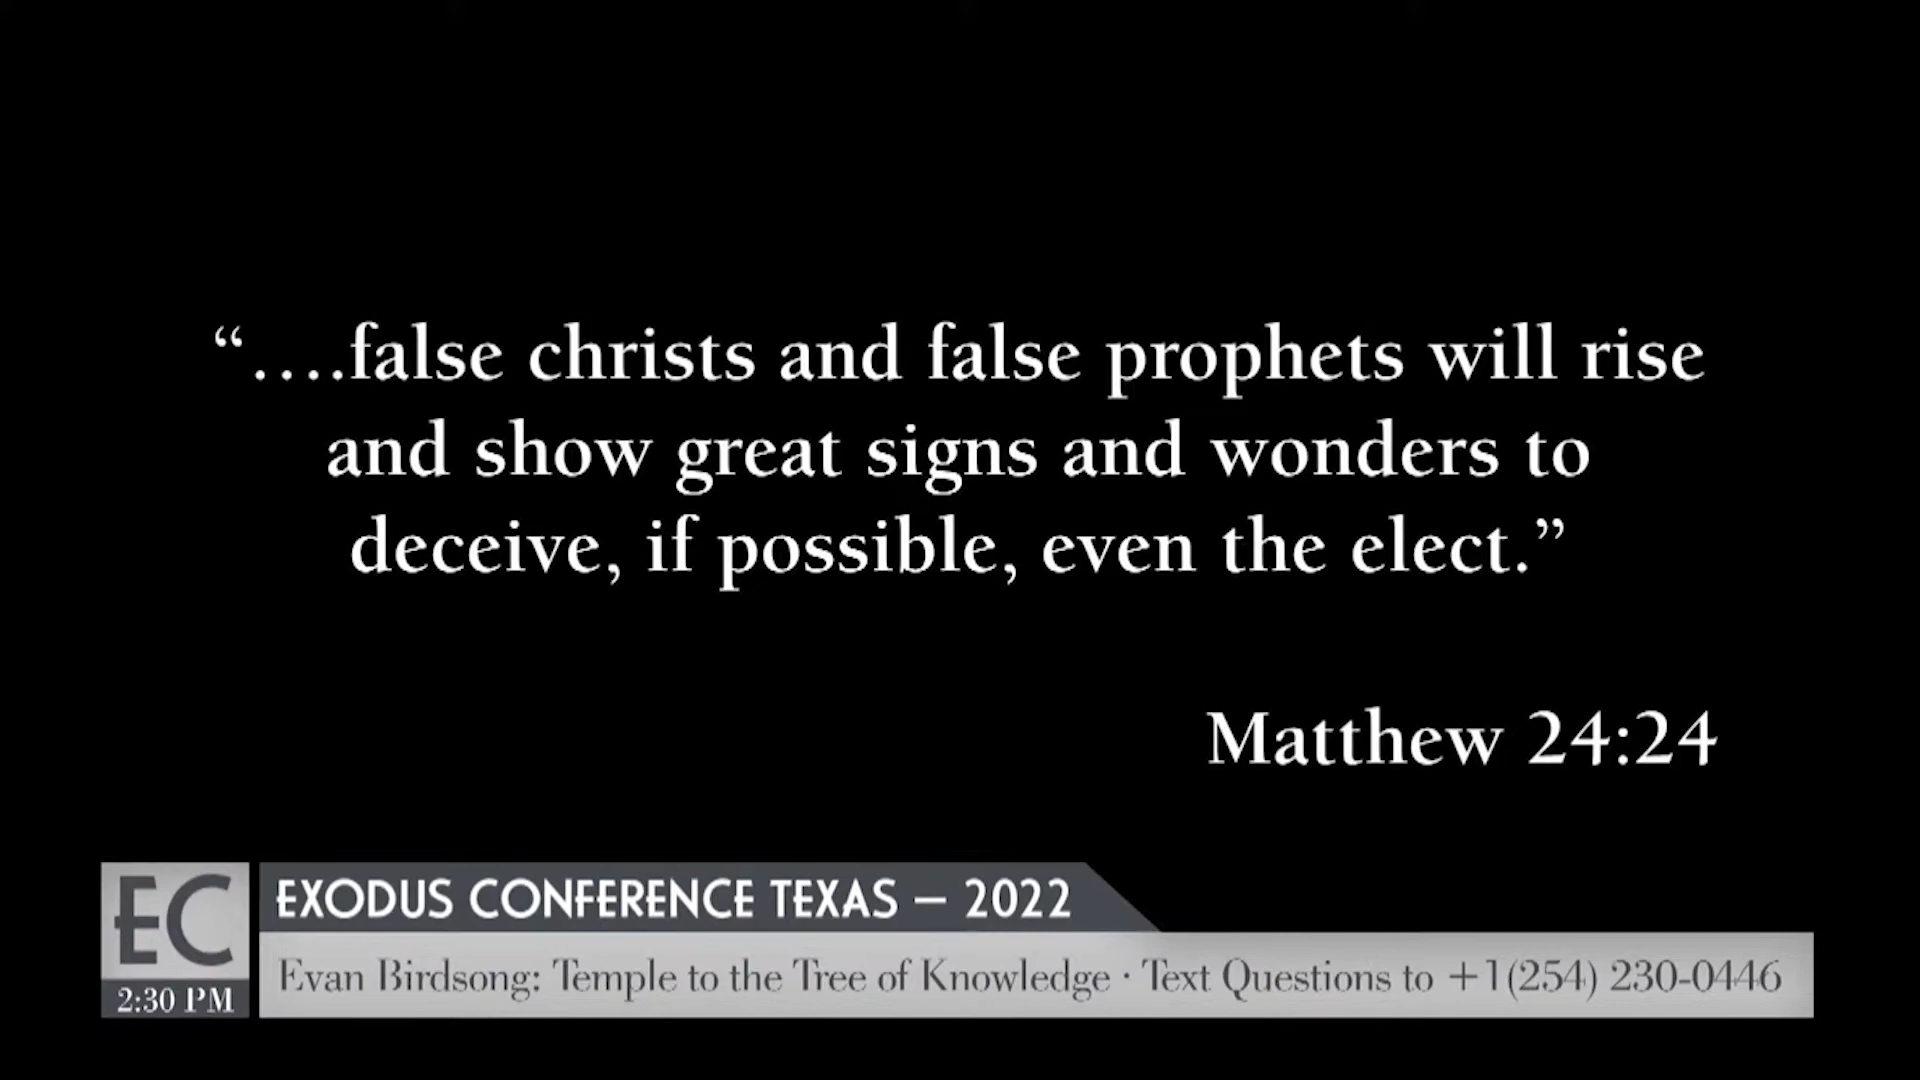 “....false christs and false prophets will rise
and show great signs and wonders to
deceive, if possible, even the elect.”
Matthew 24:24
EC
2:30 PM
EXODUS CONFERENCE TEXAS – 2022
Evan Birdsong: Temple to the Tree of Knowledge · Text Questions to +1(254) 230-0446